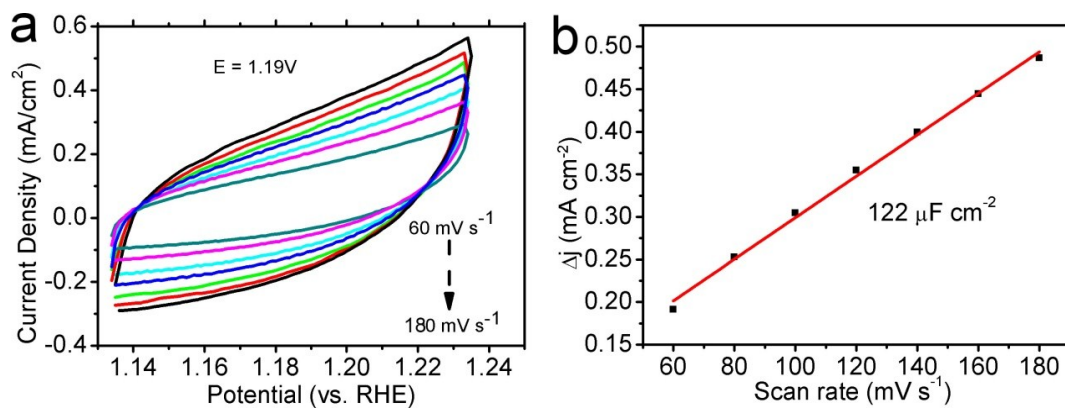 a
0.6
0.4
0.2
0.0
-0.2
-0.4
Current Density (mA/cm²)
E = 1.19V
60 mV s⁻¹
180 mV s⁻¹
1.14 1.16 1.18 1.20 1.22 1.24
Potential (vs. RHE)
b
0.50
0.45
0.40
0.35
0.30
0.25
0.20
0.15
Δj (mA cm⁻²)
122 μF cm⁻²
60 80 100 120 140 160 180
Scan rate (mV s⁻¹)